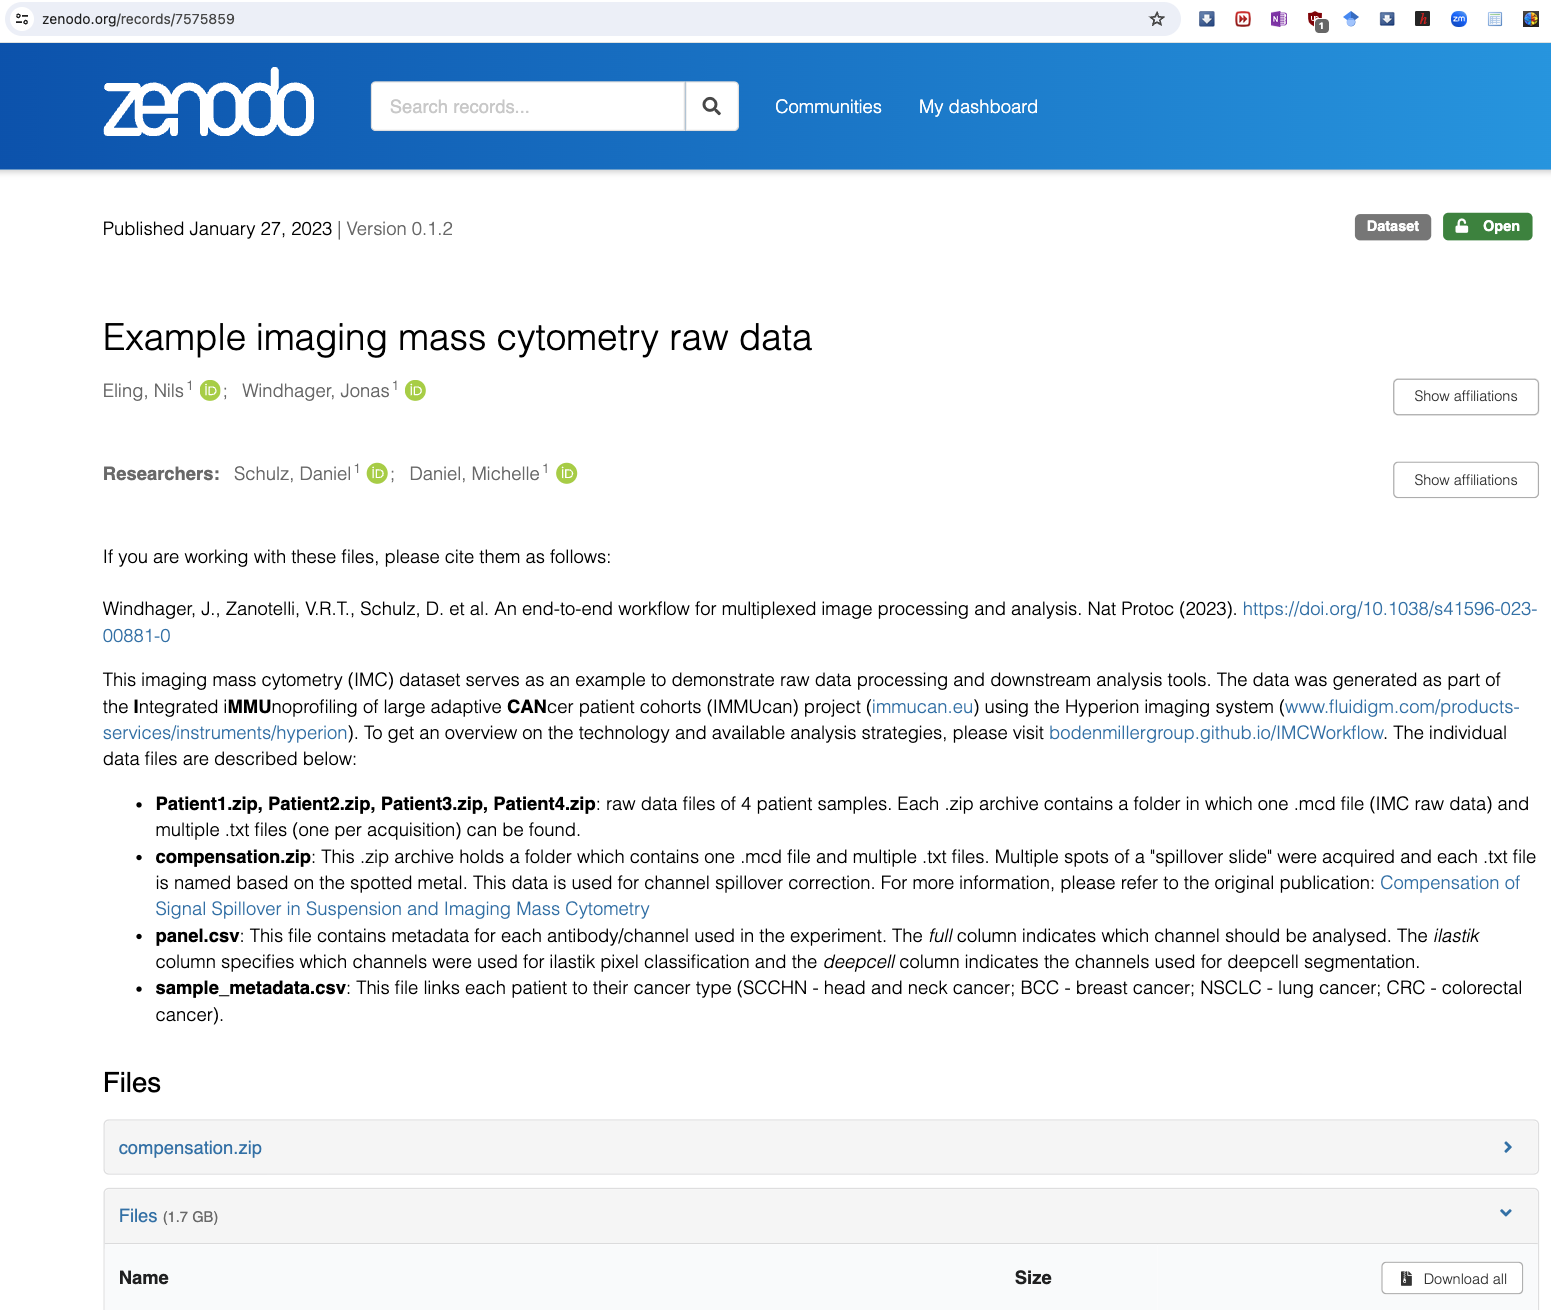 zenodo.org/records/7575859
1
zm
zenodo
Search records...
Communities
My dashboard
Published January 27, 2023 | Version 0.1.2
Dataset
Open
Example imaging mass cytometry raw data
Eling, Nils 1 iD; Windhager, Jonas 1 iD
Show affiliations
Researchers: Schulz, Daniel 1 iD; Daniel, Michelle 1 iD
Show affiliations
If you are working with these files, please cite them as follows:
Windhager, J., Zanotelli, V.R.T., Schulz, D. et al. An end-to-end workflow for multiplexed image processing and analysis. Nat Protoc (2023). https://doi.org/10.1038/s41596-023-
00881-0
This imaging mass cytometry (IMC) dataset serves as an example to demonstrate raw data processing and downstream analysis tools. The data was generated as part of
the Integrated iMMUnoprofiling of large adaptive CANcer patient cohorts (IMMUcan) project (immucan.eu) using the Hyperion imaging system (www.fluidigm.com/products-
services/instruments/hyperion). To get an overview on the technology and available analysis strategies, please visit bodenmillergroup.github.io/IMCWorkflow. The individual
data files are described below:
• Patient1.zip, Patient2.zip, Patient3.zip, Patient4.zip: raw data files of 4 patient samples. Each .zip archive contains a folder in which one .mcd file (IMC raw data) and
multiple .txt files (one per acquisition) can be found.
• compensation.zip: This .zip archive holds a folder which contains one .mcd file and multiple .txt files. Multiple spots of a "spillover slide" were acquired and each .txt file
is named based on the spotted metal. This data is used for channel spillover correction. For more information, please refer to the original publication: Compensation of
Signal Spillover in Suspension and Imaging Mass Cytometry
• panel.csv: This file contains metadata for each antibody/channel used in the experiment. The full column indicates which channel should be analysed. The ilastik
column specifies which channels were used for ilastik pixel classification and the deepcell column indicates the channels used for deepcell segmentation.
• sample_metadata.csv: This file links each patient to their cancer type (SCCHN - head and neck cancer; BCC - breast cancer; NSCLC - lung cancer; CRC - colorectal
cancer).
Files
compensation.zip
Files (1.7 GB)
Name
Size
Download all